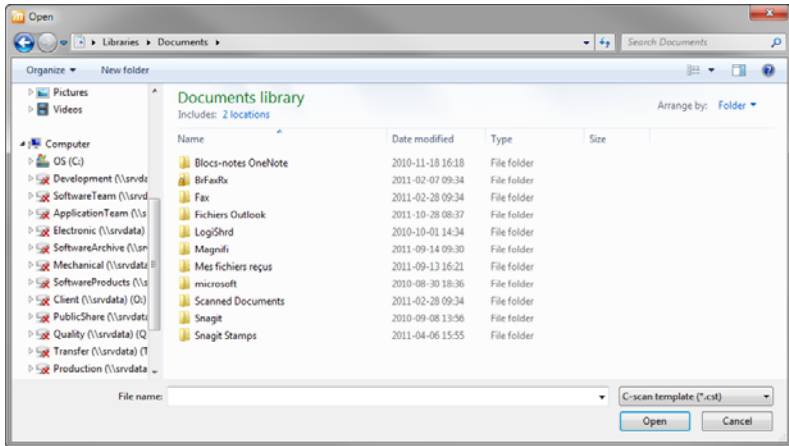 Open
Libraries Documents
Search Documents
Organize New folder
Pictures
Videos
Computer
OS (C:)
Development (\\srvda
SoftwareTeam (\\srvd
ApplicationTeam (\\s
Electronic (\\srvdata)
SoftwareArchive (\\sr
Mechanical (\\srvdata
SoftwareProducts (\\s
Client (\\srvdata) (O:)
PublicShare (\\srvdat
Quality (\\srvdata) (Q
Transfer (\\srvdata) (T
Production (\\srvdata
Documents library
Includes: 2 locations
Arrange by: Folder
Name Date modified Type Size
Blocs-notes OneNote 2010-11-18 16:18 File folder
BrFaxRx 2011-02-07 09:34 File folder
Fax 2011-02-28 09:34 File folder
Fichiers Outlook 2011-10-28 08:37 File folder
LogiShrd 2010-10-01 14:34 File folder
Magnifi 2011-09-14 09:30 File folder
Mes fichiers reçus 2011-09-13 16:21 File folder
microsoft 2010-08-30 18:36 File folder
Scanned Documents 2011-02-28 09:34 File folder
Snagit 2010-09-08 13:56 File folder
Snagit Stamps 2011-04-06 15:55 File folder
File name:
C-scan template (*.cst)
Open Cancel